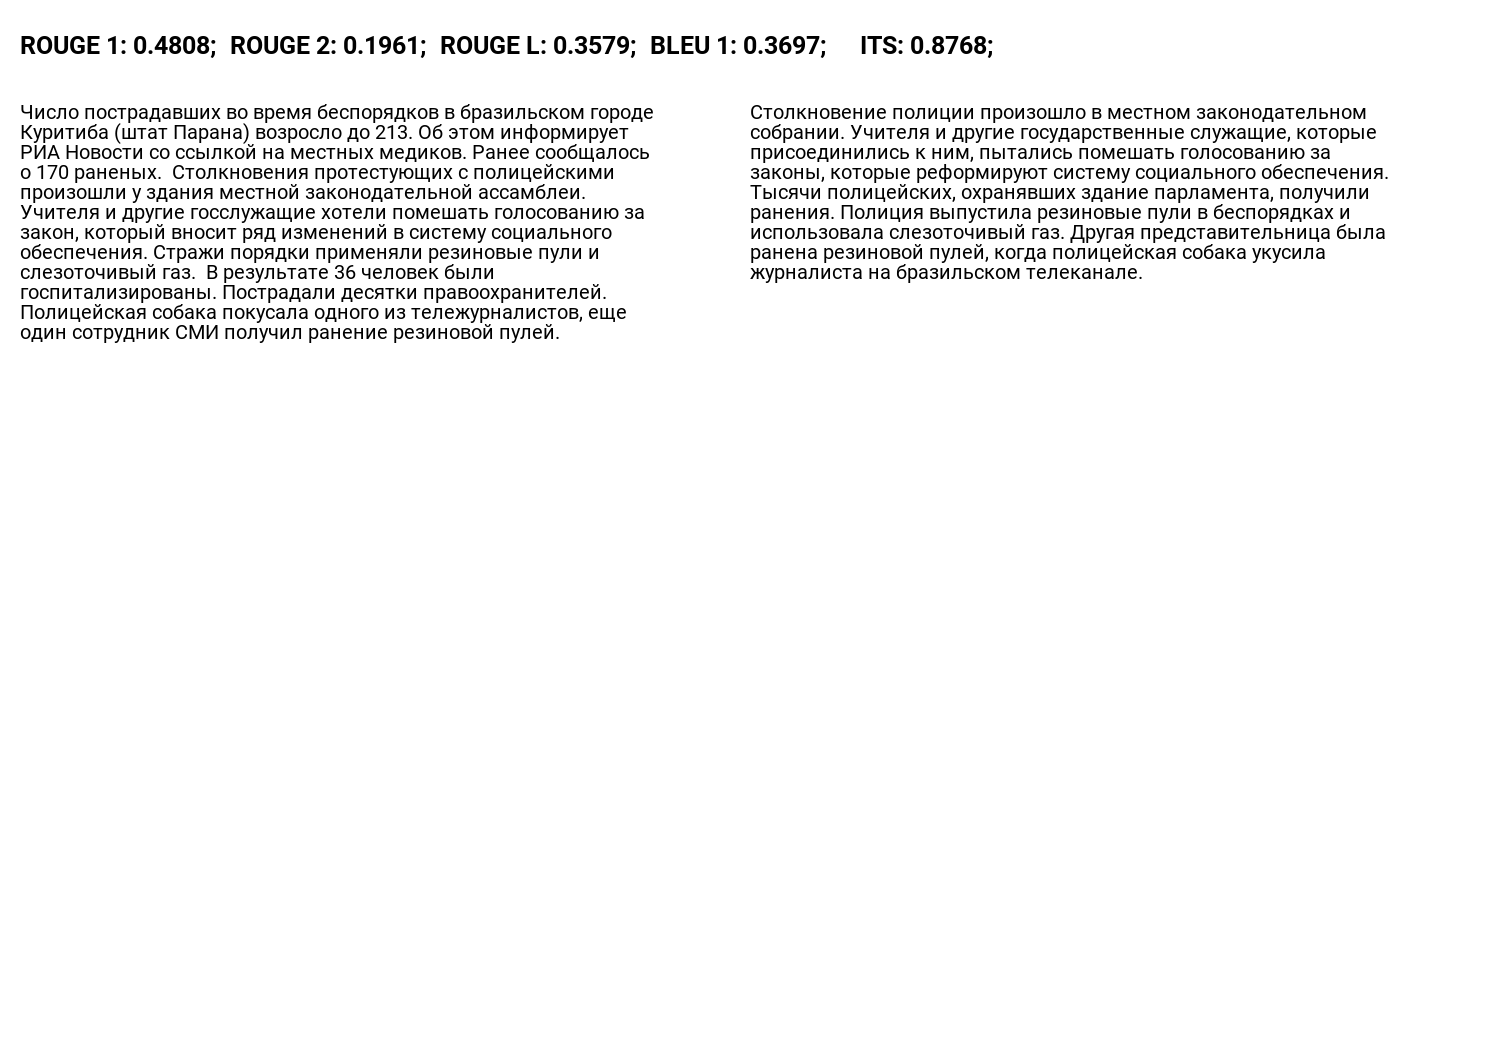 ROUGE 1: 0.4808;  ROUGE 2: 0.1961;  ROUGE L: 0.3579;  BLEU 1: 0.3697;  ITS: 0.8768;
Число пострадавших во время беспорядков в бразильском городе
Куритиба (штат Парана) возросло до 213. Об этом информирует
РИА Новости со ссылкой на местных медиков. Ранее сообщалось
о 170 раненых.  Столкновения протестующих с полицейскими
произошли у здания местной законодательной ассамблеи.
Учителя и другие госслужащие хотели помешать голосованию за
закон, который вносит ряд изменений в систему социального
обеспечения. Стражи порядки применяли резиновые пули и
слезоточивый газ.  В результате 36 человек были
госпитализированы. Пострадали десятки правоохранителей.
Полицейская собака покусала одного из тележурналистов, еще
один сотрудник СМИ получил ранение резиновой пулей.
Столкновение полиции произошло в местном законодательном
собрании. Учителя и другие государственные служащие, которые
присоединились к ним, пытались помешать голосованию за
законы, которые реформируют систему социального обеспечения.
Тысячи полицейских, охранявших здание парламента, получили
ранения. Полиция выпустила резиновые пули в беспорядках и
использовала слезоточивый газ. Другая представительница была
ранена резиновой пулей, когда полицейская собака укусила
журналиста на бразильском телеканале.